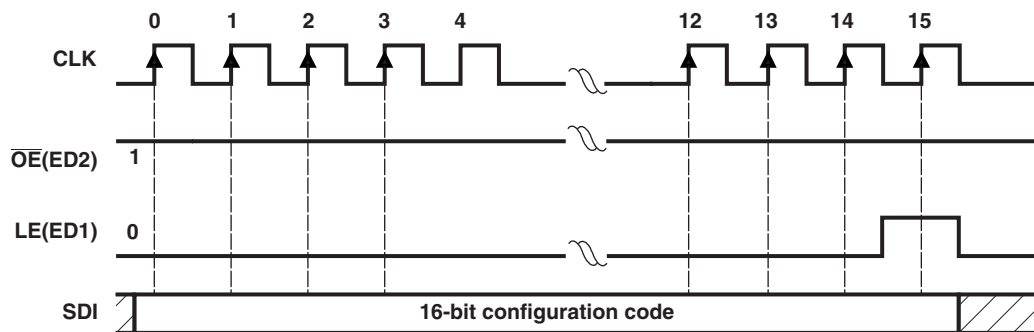 0 1 2 3 4 12 13 14 15
CLK
OE(ED2) 1
LE(ED1) 0
SDI 16-bit configuration code